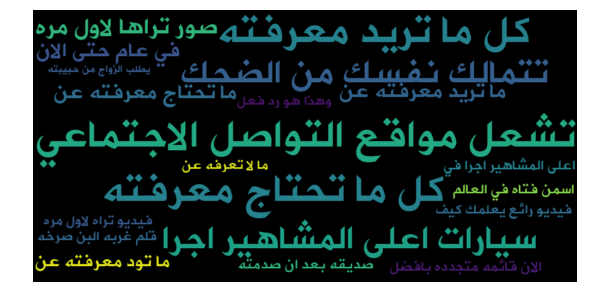 كل ما تريد معرفته
صور تراها لاول مره
في عام حتى الان
تتمالك نفسك من الضحك
يطلب الزواج من حبيبته
ما تريد معرفته عن
ما تحتاج معرفته عن
وهذا هو رد فعل
تشعل مواقع التواصل الاجتماعي
اعلى المشاهير اجرا في
ما لا تعرفه عن
كل ما تحتاج معرفته
اسمن فتاه في العالم
فيديو رائع يعلمك كيف
فيديو تراه لاول مره
سيارات اعلى المشاهير اجرا
قلم غربه البن صرخه
الان قائمه متجدده بافضل
صديقه بعد ان صدمته
ما تود معرفته عن